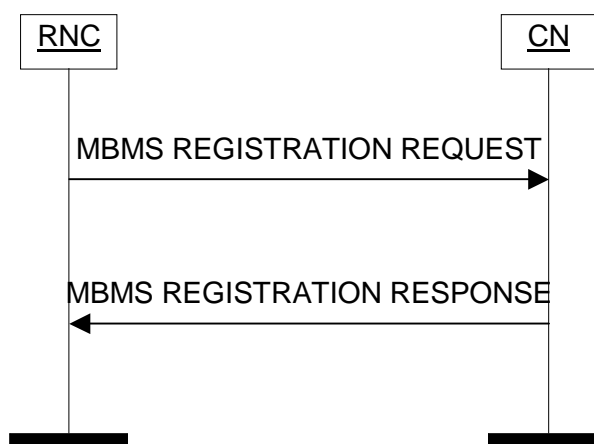 RNC
CN
MBMS REGISTRATION REQUEST
MBMS REGISTRATION RESPONSE